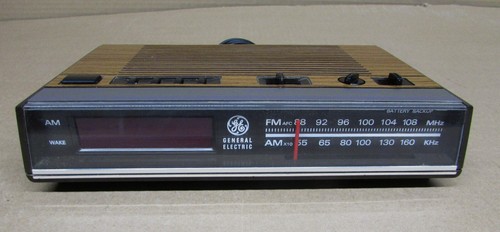 BATTERY BACKUP
AM
WAKE
GE
GENERAL
ELECTRIC
FM AFC 88 92 96 100 104 108 MHz
AM X10 55 65 80 100 130 160 KHz